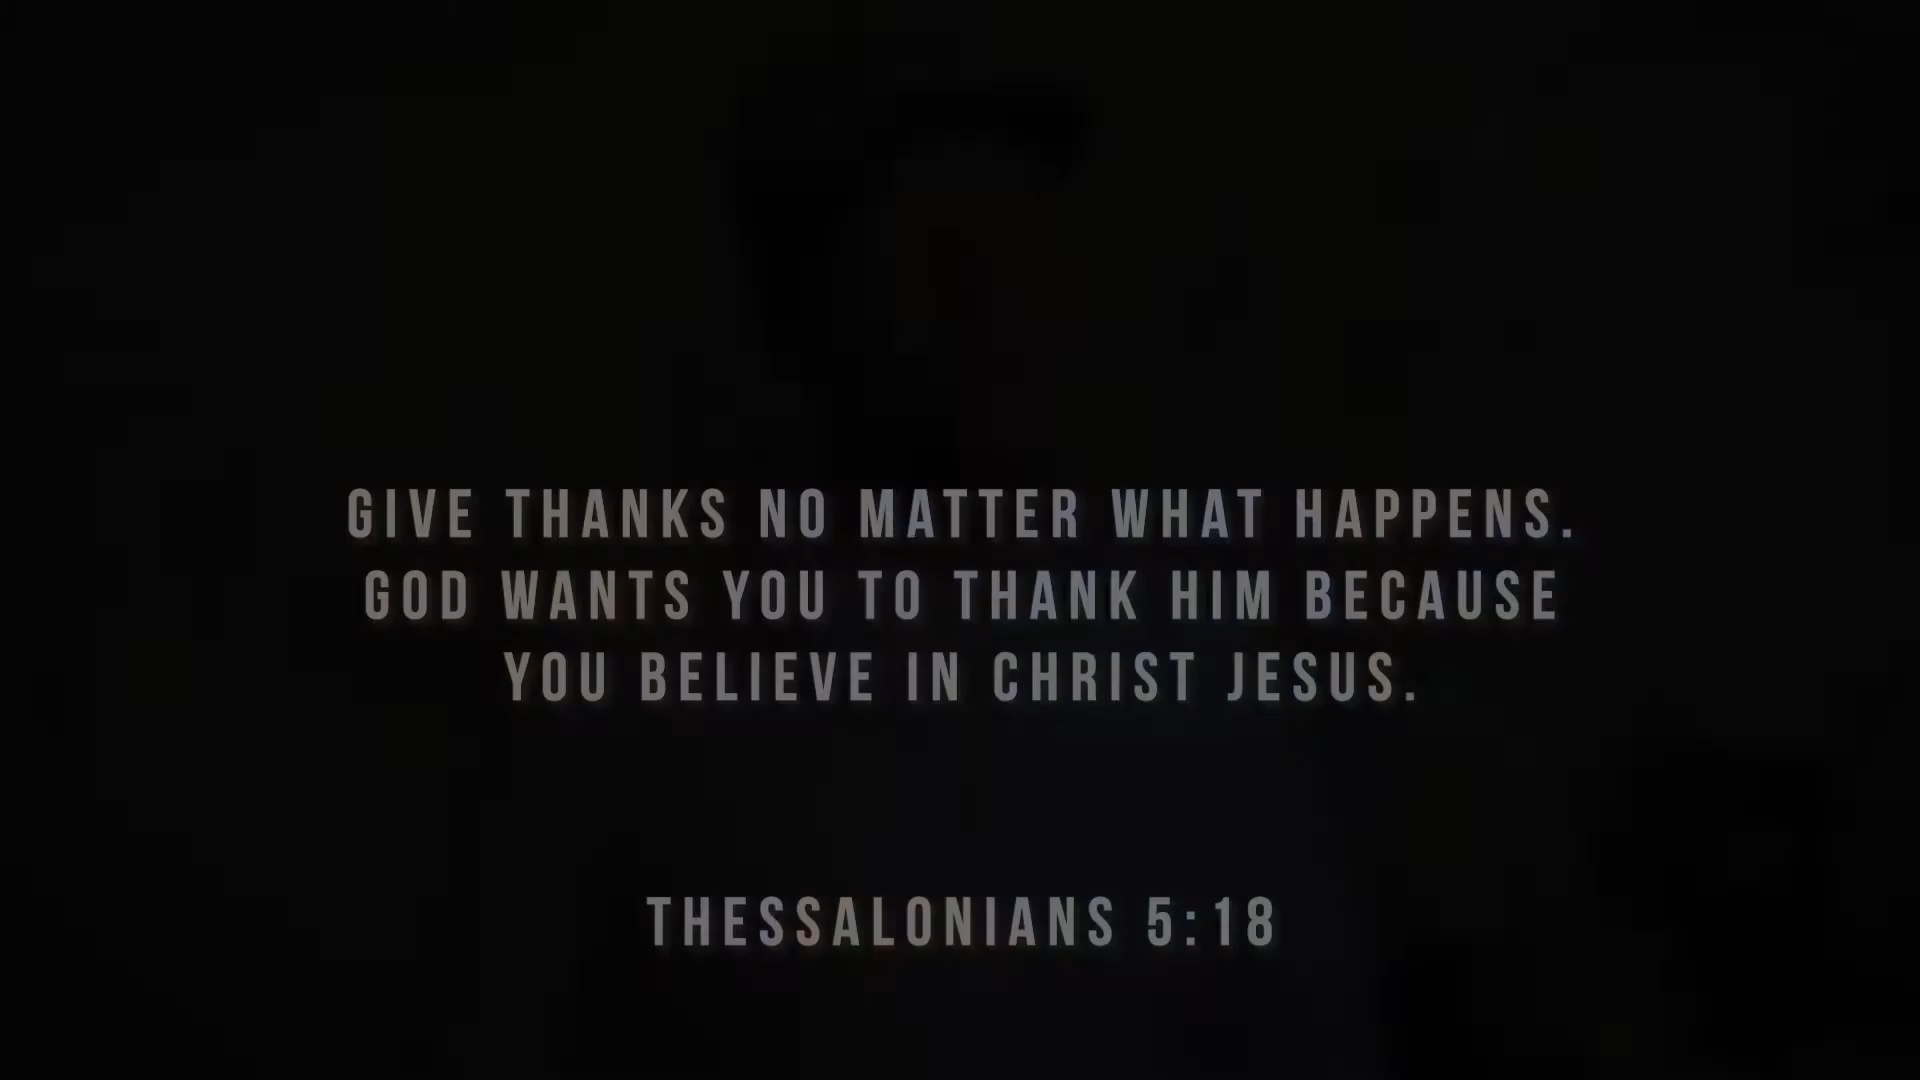 GIVE THANKS NO MATTER WHAT HAPPENS.
GOD WANTS YOU TO THANK HIM BECAUSE
YOU BELIEVE IN CHRIST JESUS.
THESSALONIANS 5:18